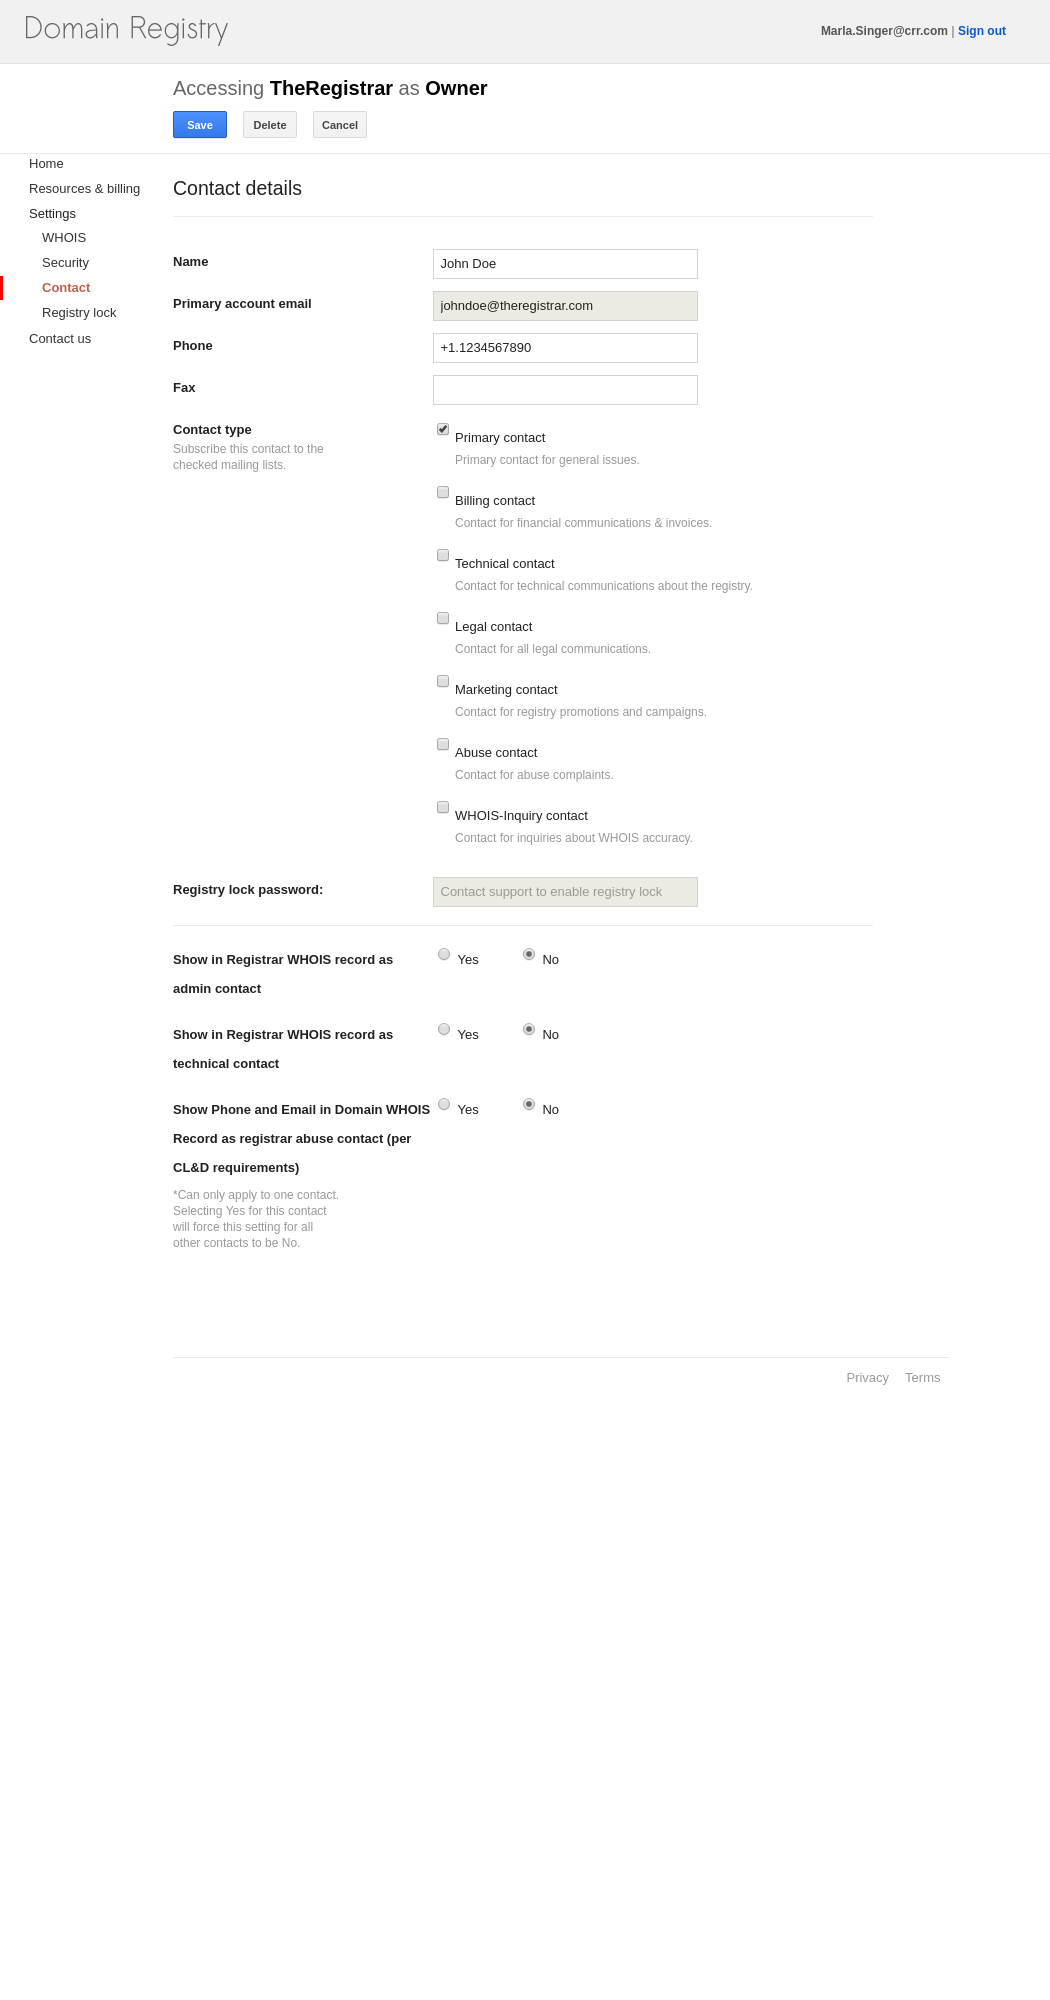 Domain Registry
Marla.Singer@crr.com | Sign out
Accessing TheRegistrar as Owner
Save
Delete
Cancel
Home
Resources & billing
Settings
WHOIS
Security
Contact
Registry lock
Contact us
Contact details
Name
John Doe
Primary account email
johndoe@theregistrar.com
Phone
+1.1234567890
Fax
Contact type
Subscribe this contact to the
checked mailing lists.
Primary contact
Primary contact for general issues.
Billing contact
Contact for financial communications & invoices.
Technical contact
Contact for technical communications about the registry.
Legal contact
Contact for all legal communications.
Marketing contact
Contact for registry promotions and campaigns.
Abuse contact
Contact for abuse complaints.
WHOIS-Inquiry contact
Contact for inquiries about WHOIS accuracy.
Registry lock password:
Contact support to enable registry lock
Show in Registrar WHOIS record as
admin contact
Yes
No
Show in Registrar WHOIS record as
technical contact
Yes
No
Show Phone and Email in Domain WHOIS
Record as registrar abuse contact (per
CL&D requirements)
Yes
No
*Can only apply to one contact.
Selecting Yes for this contact
will force this setting for all
other contacts to be No.
Privacy
Terms